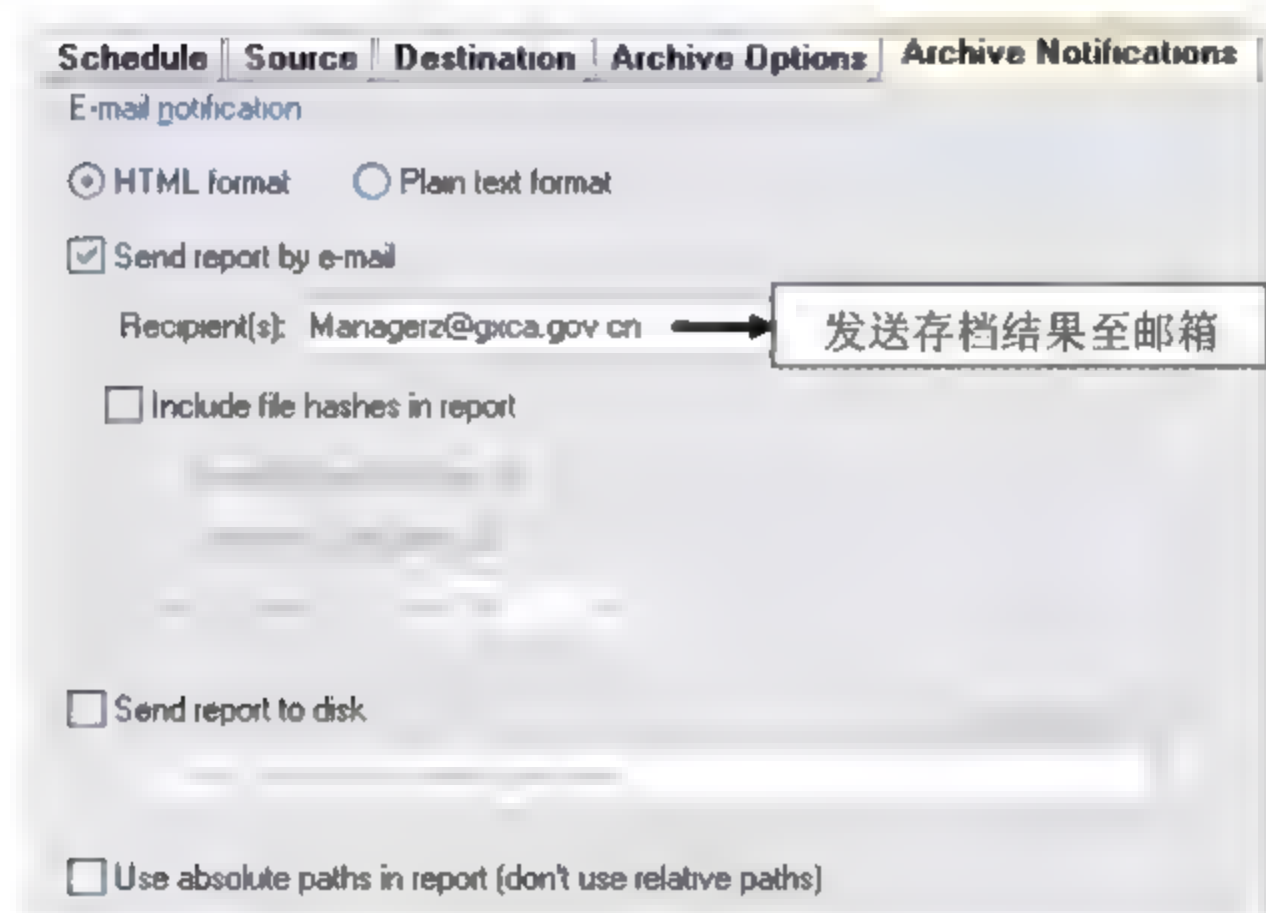 Schedule Source Destination Archive Options Archive Notifications
E-mail notification
HTML format Plain text format
Send report by e-mail
Recipient(s): Managerz@gxca.gov cn 发送存档结果至邮箱
Include file hashes in report
Send report to disk
Use absolute paths in report (don't use relative paths)